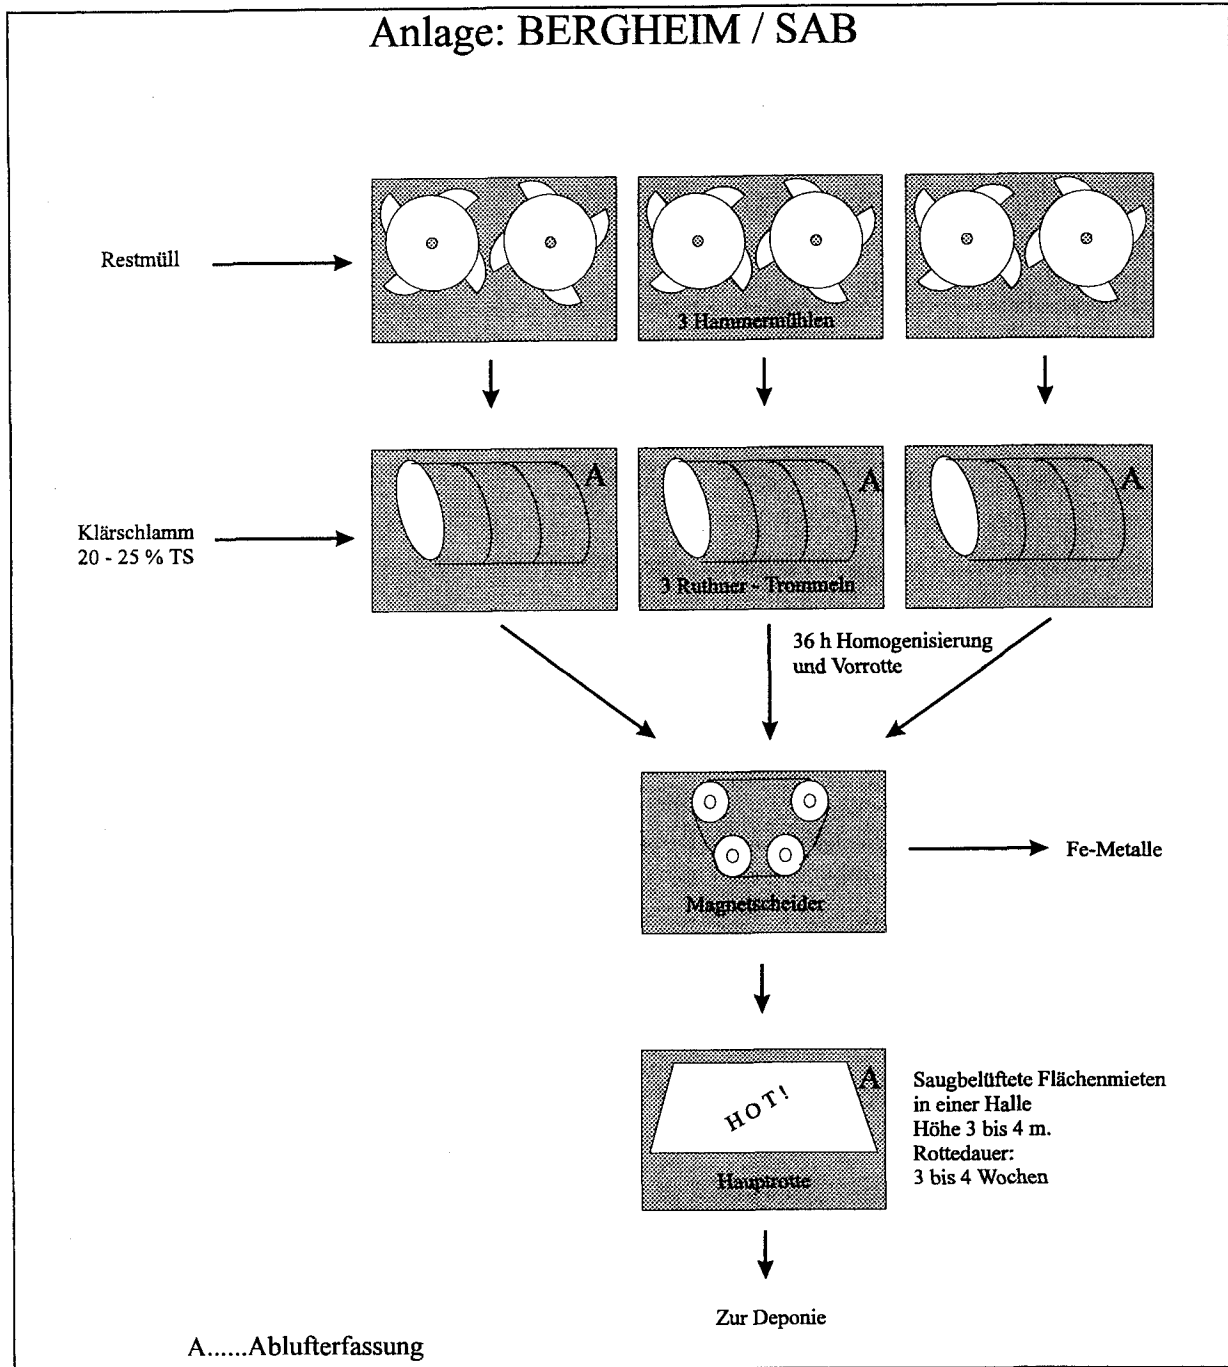 Anlage: BERGHEIM / SAB
Restmüll
3 Hammermühlen
A
A
A
Klärschlamm
20 - 25 % TS
3 Ruthner - Trommeln
36 h Homogenisierung
und Vorrotte
Fe-Metalle
Magnetscheider
A
HOT!
Saugbelüftete Flächenmieten
in einer Halle
Höhe 3 bis 4 m.
Rottedauer:
3 bis 4 Wochen
Hauptrotte
Zur Deponie
A......Ablufterfassung